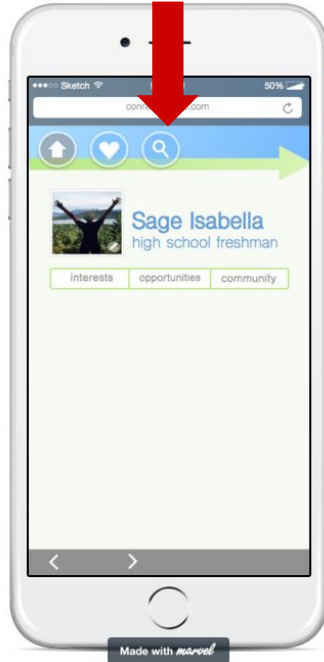 Sketch 50%
Sage Isabella
high school freshman
interests opportunities community
Made with marvel